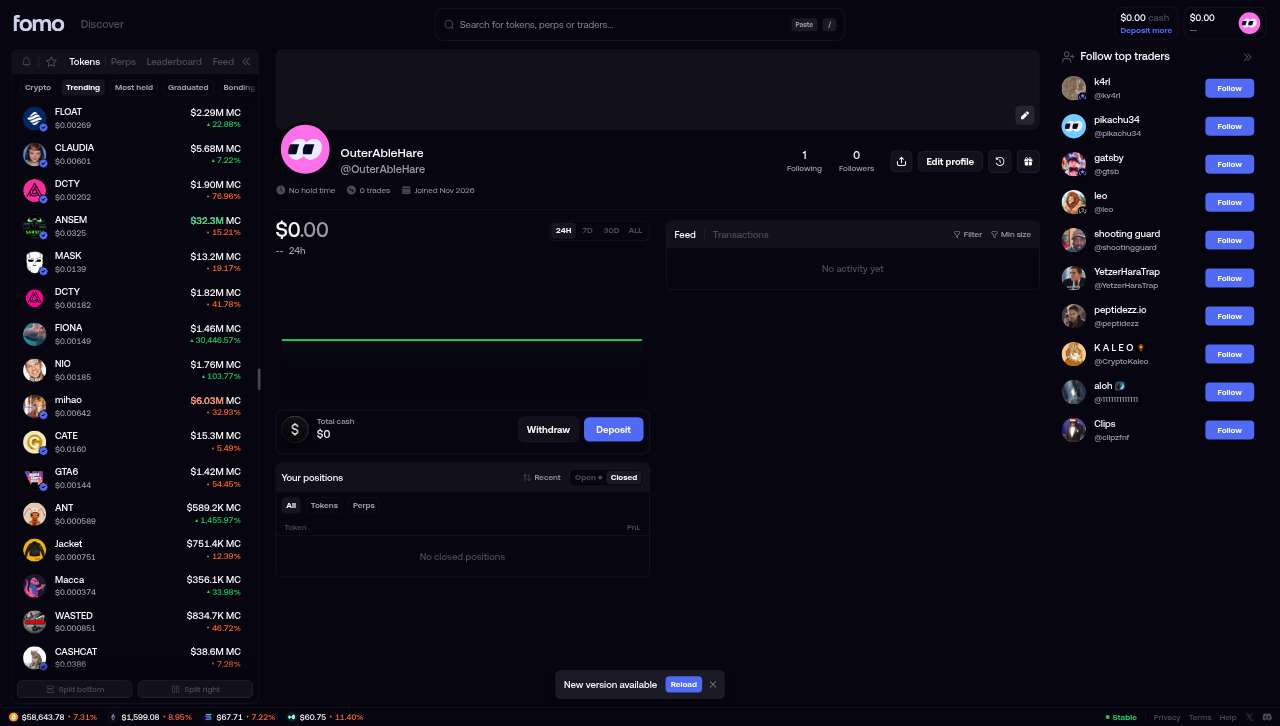 fomo
Discover
Search for tokens, perps or traders...
Paste
/
$0.00 cash
Deposit more
$0.00
—
Tokens
Perps
Leaderboard
Feed
Crypto
Trending
Most held
Graduated
Bonding
FLOAT
$2.29M MC
$0.00269
22.88%
CLAUDIA
$5.68M MC
$0.00601
7.22%
DCTY
$1.90M MC
$0.00202
76.96%
ANSEM
$32.3M MC
$0.0325
15.21%
MASK
$13.2M MC
$0.0139
19.17%
DCTY
$1.82M MC
$0.00182
41.78%
FIONA
$1.46M MC
$0.00149
30,446.57%
NIO
$1.76M MC
$0.00185
103.77%
mihao
$6.03M MC
$0.00642
32.93%
CATE
$15.3M MC
$0.0160
5.49%
GTA6
$1.42M MC
$0.00144
54.45%
ANT
$589.2K MC
$0.000589
1,455.97%
Jacket
$751.4K MC
$0.000751
12.39%
Macca
$356.1K MC
$0.000374
33.98%
WASTED
$834.7K MC
$0.000851
46.72%
CASHCAT
$38.6M MC
$0.0386
7.28%
Split bottom
Split right
OuterAbleHare
@OuterAbleHare
1
Following
0
Followers
Edit profile
No hold time
0 trades
Joined Nov 2026
$0.00
-- 24h
24H
7D
30D
ALL
Total cash
$0
Withdraw
Deposit
Your positions
Recent
Open
Closed
All
Tokens
Perps
Token
PnL
No closed positions
Feed
Transactions
Filter
Min size
No activity yet
Follow top traders
k4rl
@kv4rl
Follow
pikachu34
@pikachu34
Follow
gatsby
@gtsb
Follow
leo
@leo
Follow
shooting guard
@shootingguard
Follow
YetzerHaraTrap
@YetzerHaraTrap
Follow
peptidezz.io
@peptidezz
Follow
K A L E O
@CryptoKaleo
Follow
aloh
Follow
Clips
@clipzfnf
Follow
New version available
Reload
$58,643.78
7.31%
$1,599.08
8.95%
$67.71
7.22%
$60.75
11.40%
Stable
Privacy
Terms
Help